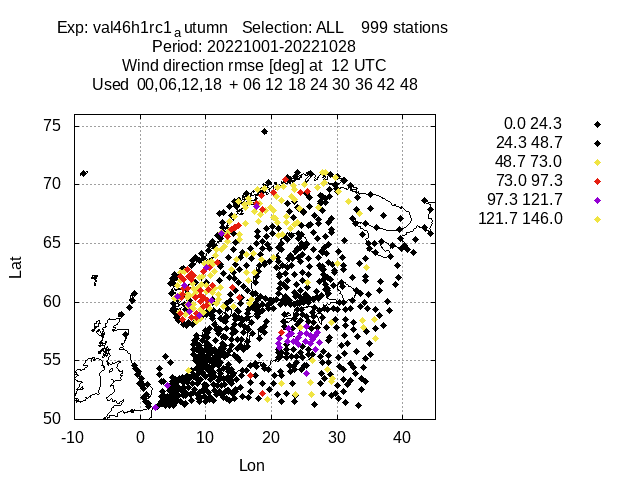 Exp: val46h1rc1autumn Selection: ALL 999 stations
Period: 20221001-20221028
Wind direction rmse [deg] at 12 UTC
Used 00,06,12,18 + 06 12 18 24 30 36 42 48
0.0 24.3
24.3 48.7
48.7 73.0
73.0 97.3
97.3 121.7
121.7 146.0
75
70
65
60
55
50
Lat
-10 0 10 20 30 40
Lon